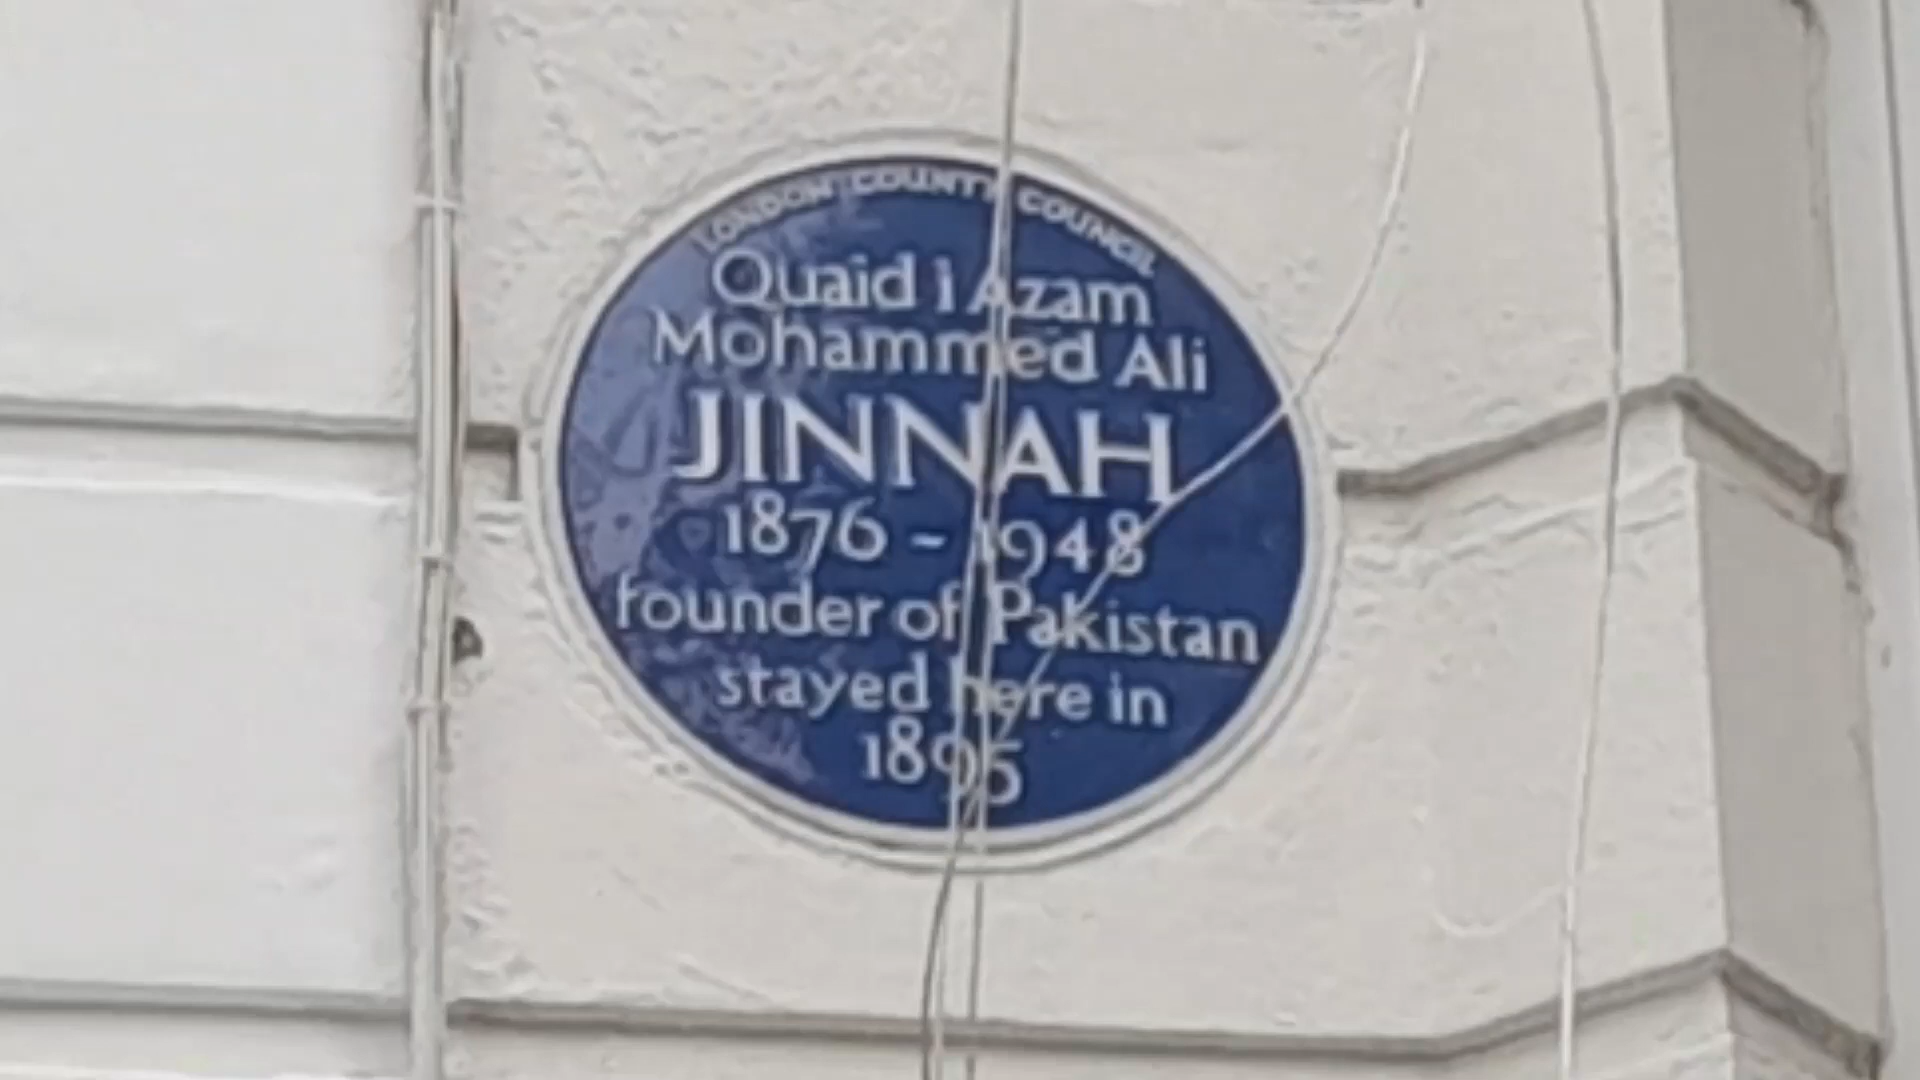 LONDON COUNTY COUNCIL
Quaid i Azam
Mohammed Ali
JINNAH
1876 - 1948
founder of Pakistan
stayed here in
1895